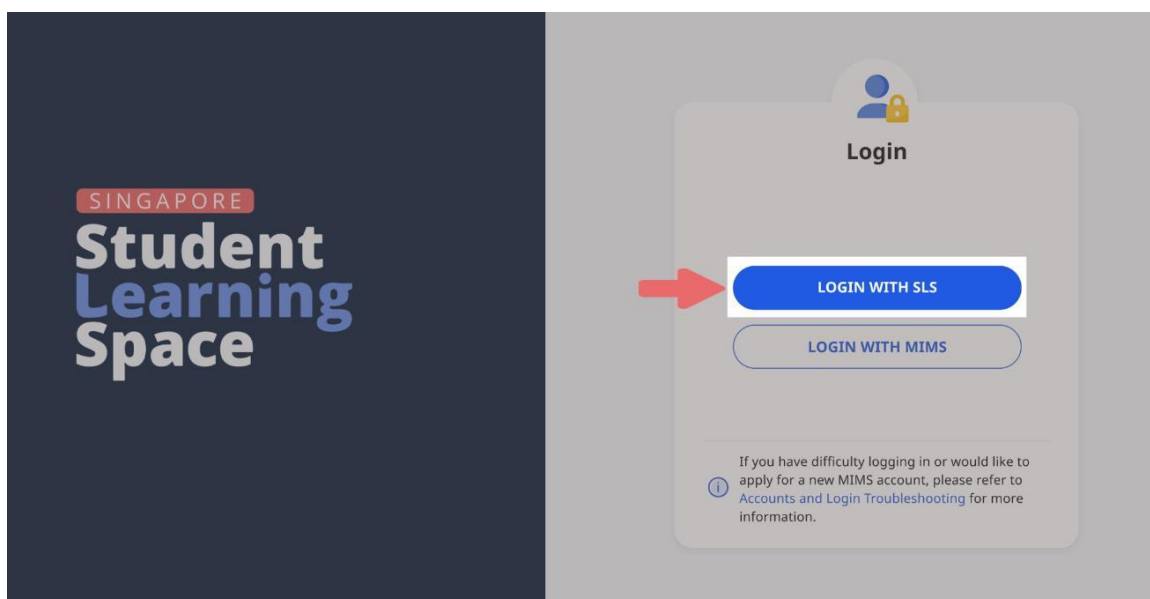 SINGAPORE
Student
Learning
Space
Login
LOGIN WITH SLS
LOGIN WITH MIMS
If you have difficulty logging in or would like to
apply for a new MIMS account, please refer to
Accounts and Login Troubleshooting for more
information.